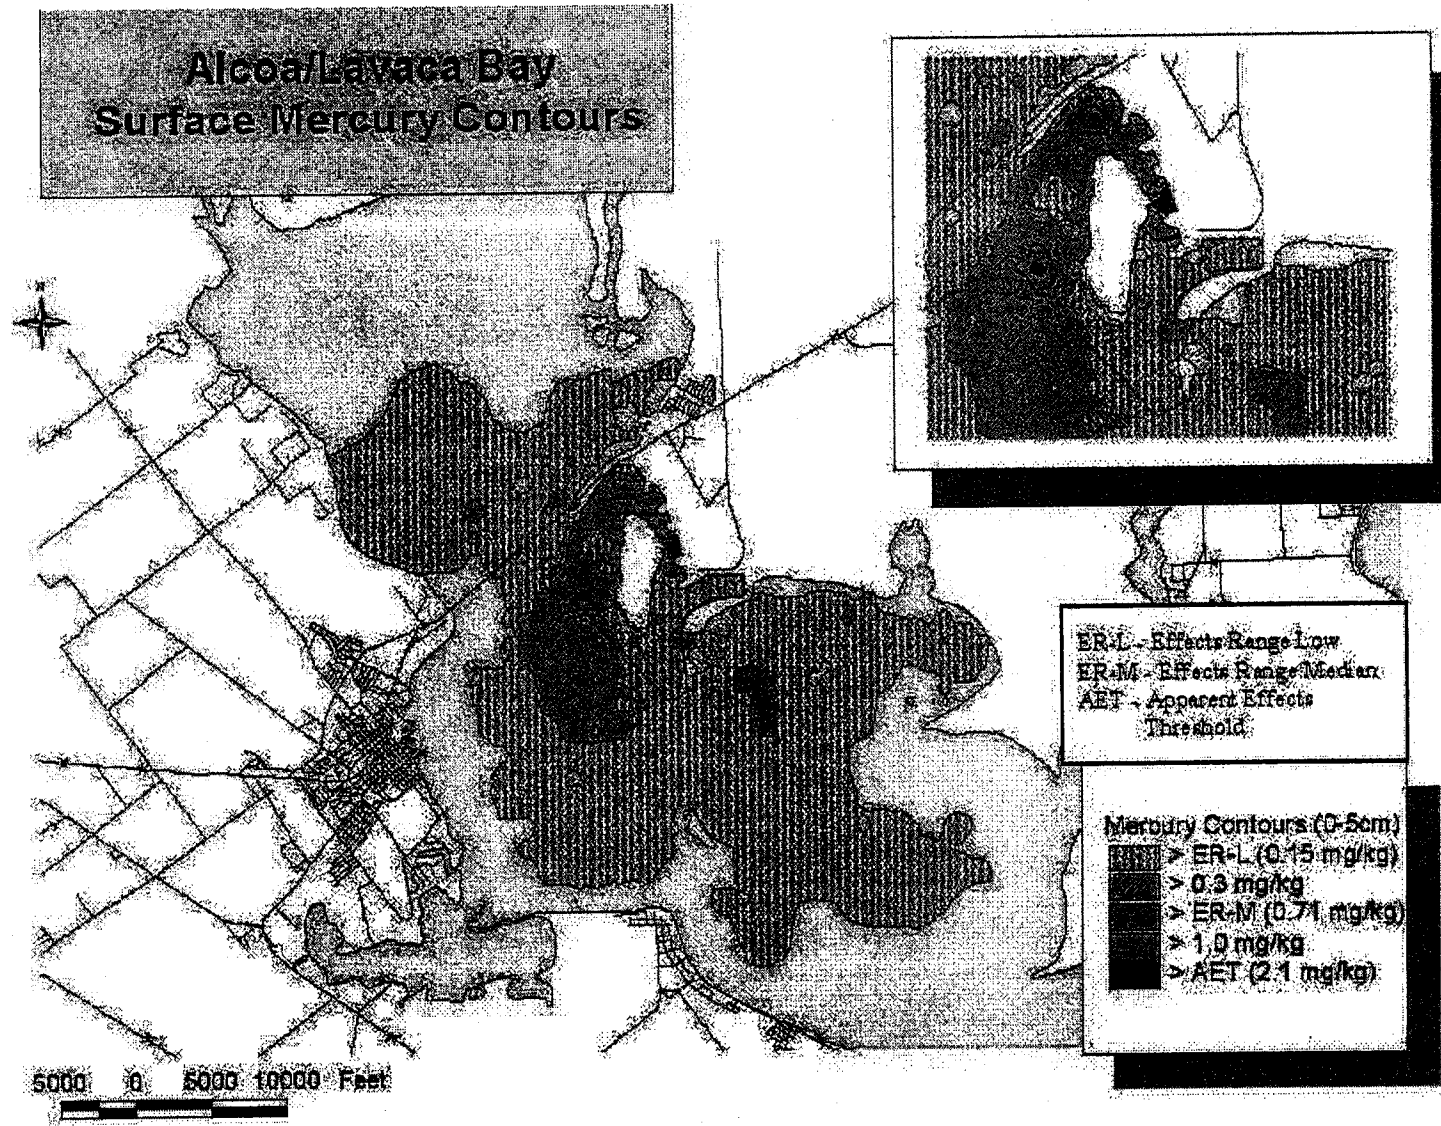 Alcoa/Lavaca Bay
Surface Mercury Contours
N
ER-L - Effects Range Low
ER-M - Effects Range Median
AET - Apparent Effects
Threshold
Mercury Contours (0-5cm)
> ER-L (0.15 mg/kg)
> 0.3 mg/kg
> ER-M (0.71 mg/kg)
> 1.0 mg/kg
> AET (2.1 mg/kg)
5000 0 5000 10000 Feet